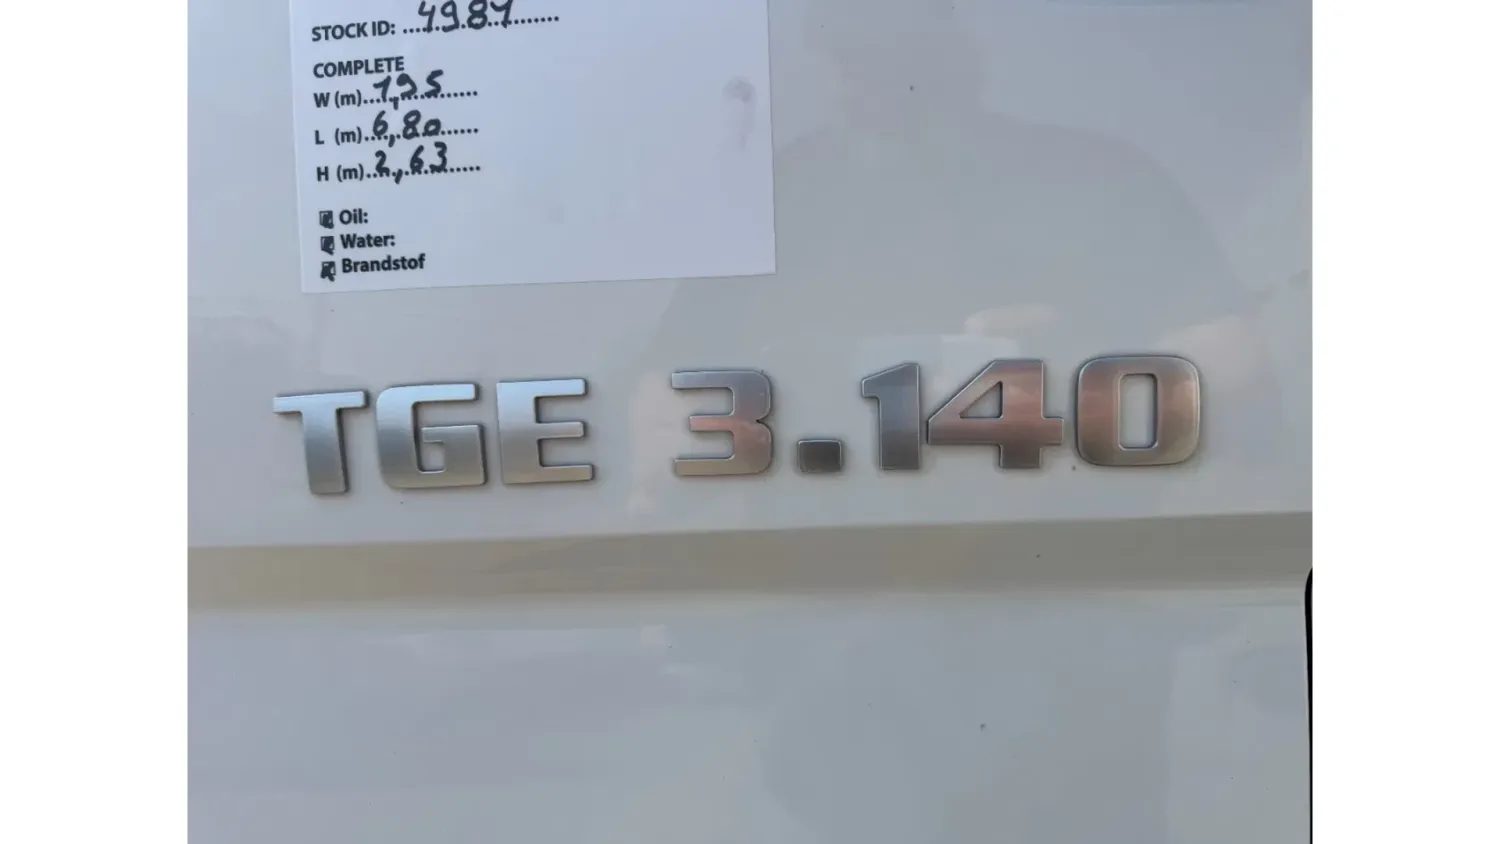 STOCK ID: ....4984........
COMPLETE
W (m)...1,95......
L (m)...6,80......
H (m)...2,63......
Oil:
Water:
Brandstof
TGE 3.140